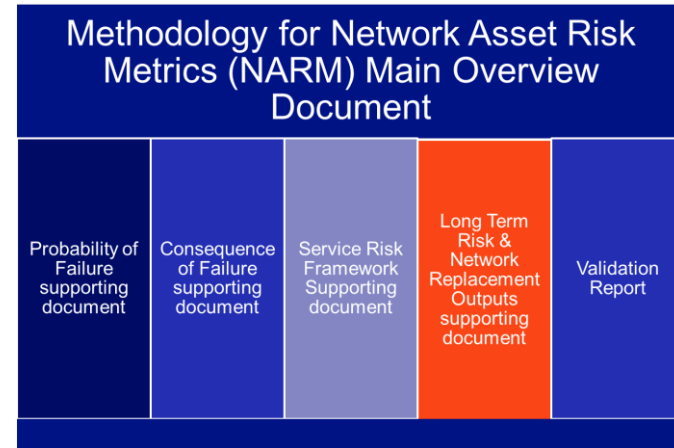 Methodology for Network Asset Risk
Metrics (NARM) Main Overview
Document
Probability of
Failure
supporting
document
Consequence
of Failure
supporting
document
Service Risk
Framework
Supporting
document
Long Term
Risk &
Network
Replacement
Outputs
supporting
document
Validation
Report